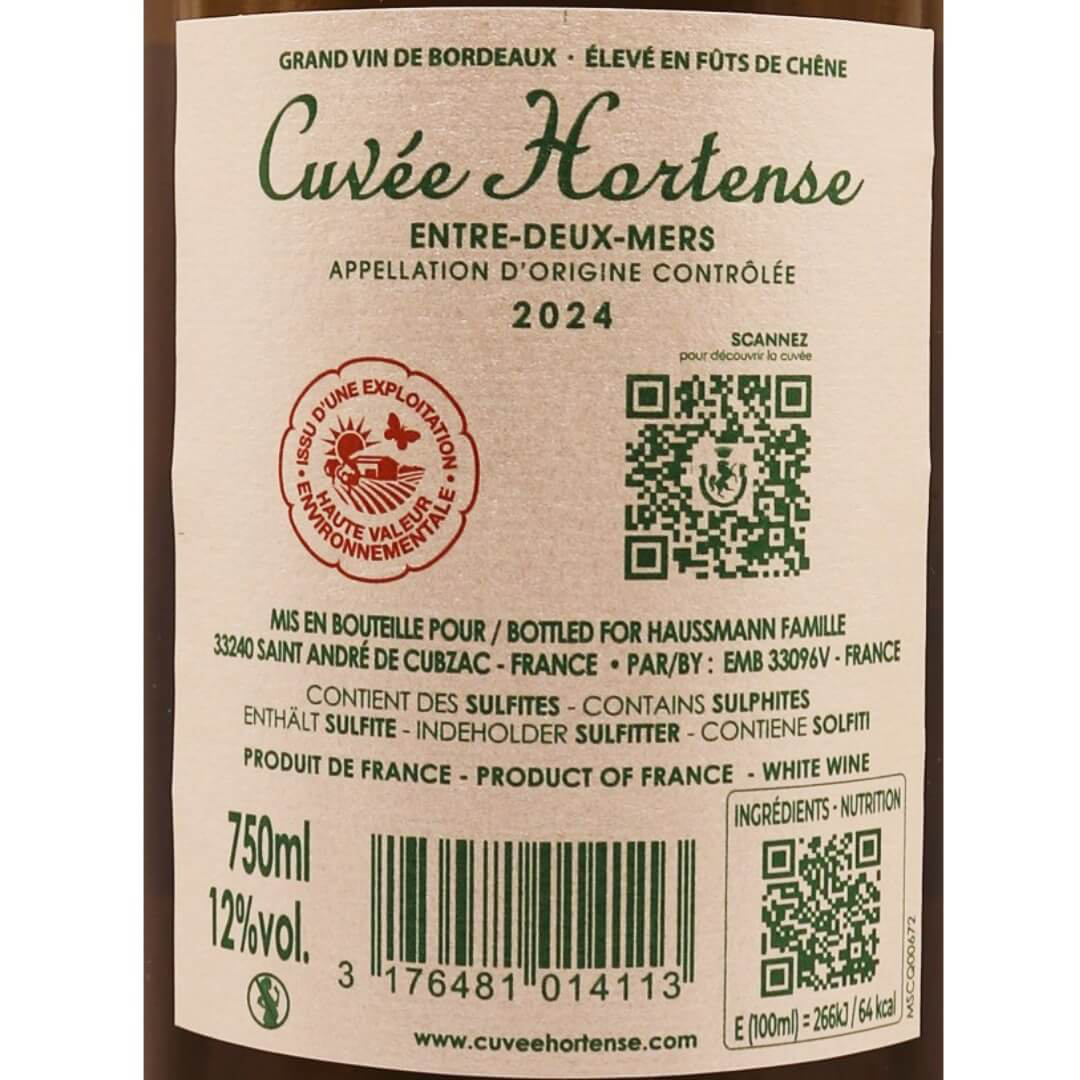 GRAND VIN DE BORDEAUX · ÉLEVÉ EN FÛTS DE CHÊNE
Cuvée Hortense
ENTRE-DEUX-MERS
APPELLATION D'ORIGINE CONTRÔLÉE
2024
SCANNEZ
pour découvrir la cuvée
• ISSU D'UNE EXPLOITATION •
HAUTE VALEUR
ENVIRONNEMENTALE
MIS EN BOUTEILLE POUR / BOTTLED FOR HAUSSMANN FAMILLE
33240 SAINT ANDRÉ DE CUBZAC - FRANCE • PAR/BY : EMB 33096V - FRANCE
CONTIENT DES SULFITES - CONTAINS SULPHITES
ENTHÄLT SULFITE - INDEHOLDER SULFITTER - CONTIENE SOLFITI
PRODUIT DE FRANCE - PRODUCT OF FRANCE - WHITE WINE
750ml
12%vol.
3 176481 014113
www.cuveehortense.com
INGRÉDIENTS - NUTRITION
E (100ml) = 266kJ / 64 kcal
MSCQ00672